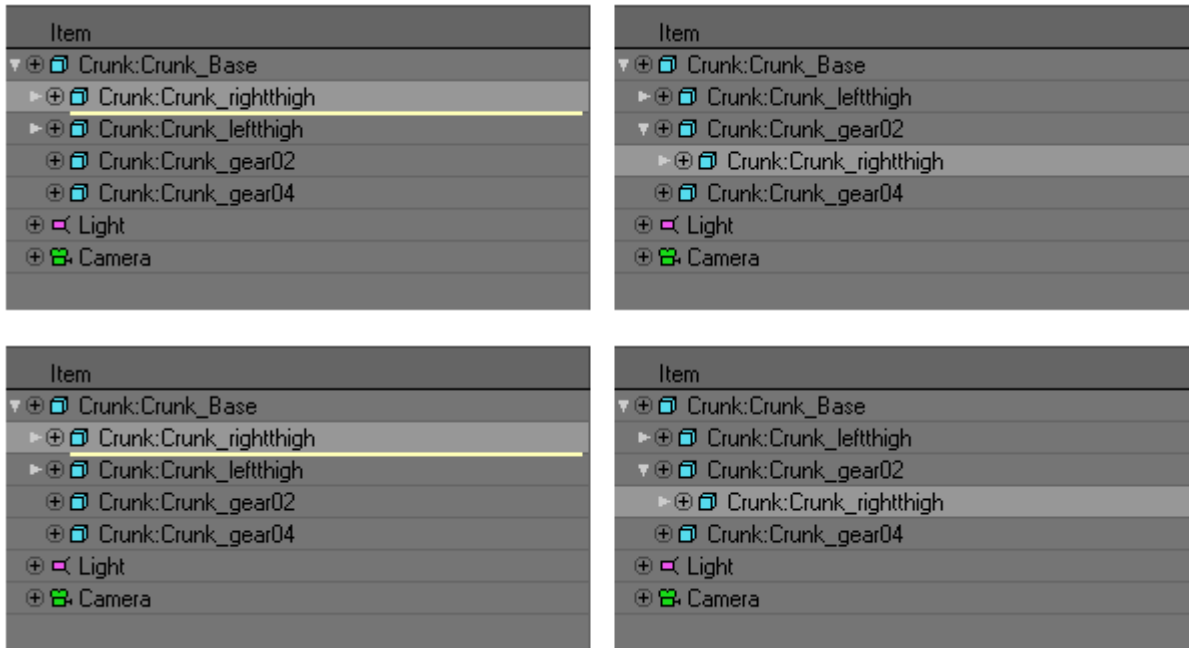 Item
Crunk:Crunk_Base
Crunk:Crunk_rightthigh
Crunk:Crunk_leftthigh
Crunk:Crunk_gear02
Crunk:Crunk_gear04
Light
Camera
Item
Crunk:Crunk_Base
Crunk:Crunk_leftthigh
Crunk:Crunk_gear02
Crunk:Crunk_rightthigh
Crunk:Crunk_gear04
Light
Camera
Item
Crunk:Crunk_Base
Crunk:Crunk_rightthigh
Crunk:Crunk_leftthigh
Crunk:Crunk_gear02
Crunk:Crunk_gear04
Light
Camera
Item
Crunk:Crunk_Base
Crunk:Crunk_leftthigh
Crunk:Crunk_gear02
Crunk:Crunk_rightthigh
Crunk:Crunk_gear04
Light
Camera